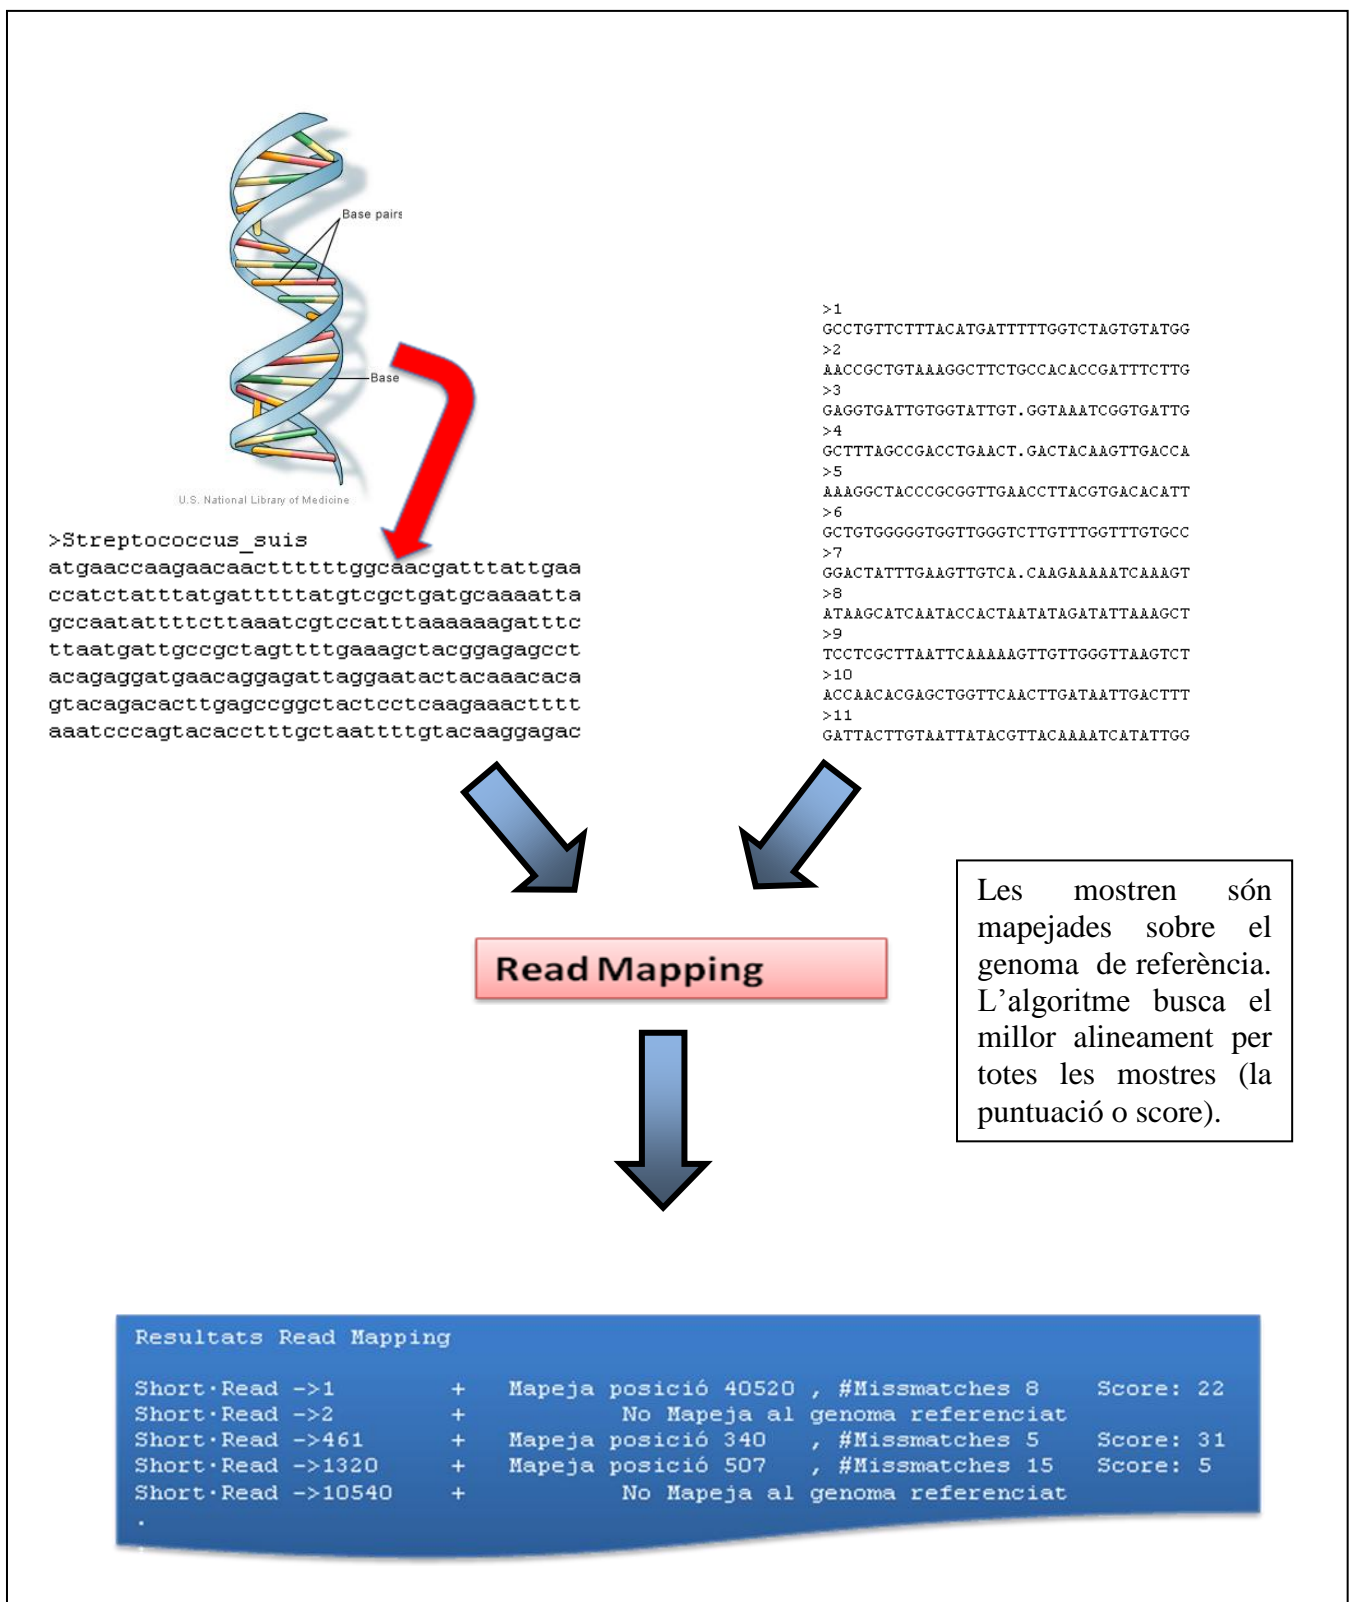 Base pairs
Base
U.S. National Library of Medicine
>Streptococcus_suis
atgaaccaagaacaacttttttggcaacgatttattgaa
ccatctatttatgatttttatgtcgctgatgcaaaatta
gccaatattttcttaaatcgtccatttaaaaaagatttc
ttaatgattgccgctagttttgaaagctacggagagcct
acagaggatgaacaggagattaggaatactacaaacaca
gtacagacacttgagccggctactcctcaagaaactttt
aaatcccagtacacctttgctaattttgtacaaggagac
>1
GCCTGTTCTTTACATGATTTTTGGTCTAGTGTATGG
>2
AACCGCTGTAAAGGCTTCTGCCACACCGATTTCTTG
>3
GAGGTGATTGTGGTATTGT.GGTAAATCGGTGATTG
>4
GCTTTAGCCGACCTGAACT.GACTACAAGTTGACCA
>5
AAAGGCTACCCGCGGTTGAACCTTACGTGACACATT
>6
GCTGTGGGGGTGGTTGGGTCTTGTTTGGTTTGTGCC
>7
GGACTATTTGAAGTTGTCA.CAAGAAAAATCAAAGT
>8
ATAAGCATCAATACCACTAATATAGATATTAAAGCT
>9
TCCTCGCTTAATTCAAAAAGTTGTTGGGTTAAGTCT
>10
ACCAACACGAGCTGGTTCAACTTGATAATTGACTTT
>11
GATTACTTGTAATTATACGTTACAAAATCATATTGG
Read Mapping
Les mostren són
mapejades sobre el
genoma de referència.
L’algoritme busca el
millor alineament per
totes les mostres (la
puntuació o score).
Resultats Read Mapping
Short·Read ->1 + Mapeja posició 40520 , #Missmatches 8 Score: 22
Short·Read ->2 + No Mapeja al genoma referenciat
Short·Read ->461 + Mapeja posició 340 , #Missmatches 5 Score: 31
Short·Read ->1320 + Mapeja posició 507 , #Missmatches 15 Score: 5
Short·Read ->10540 + No Mapeja al genoma referenciat
.